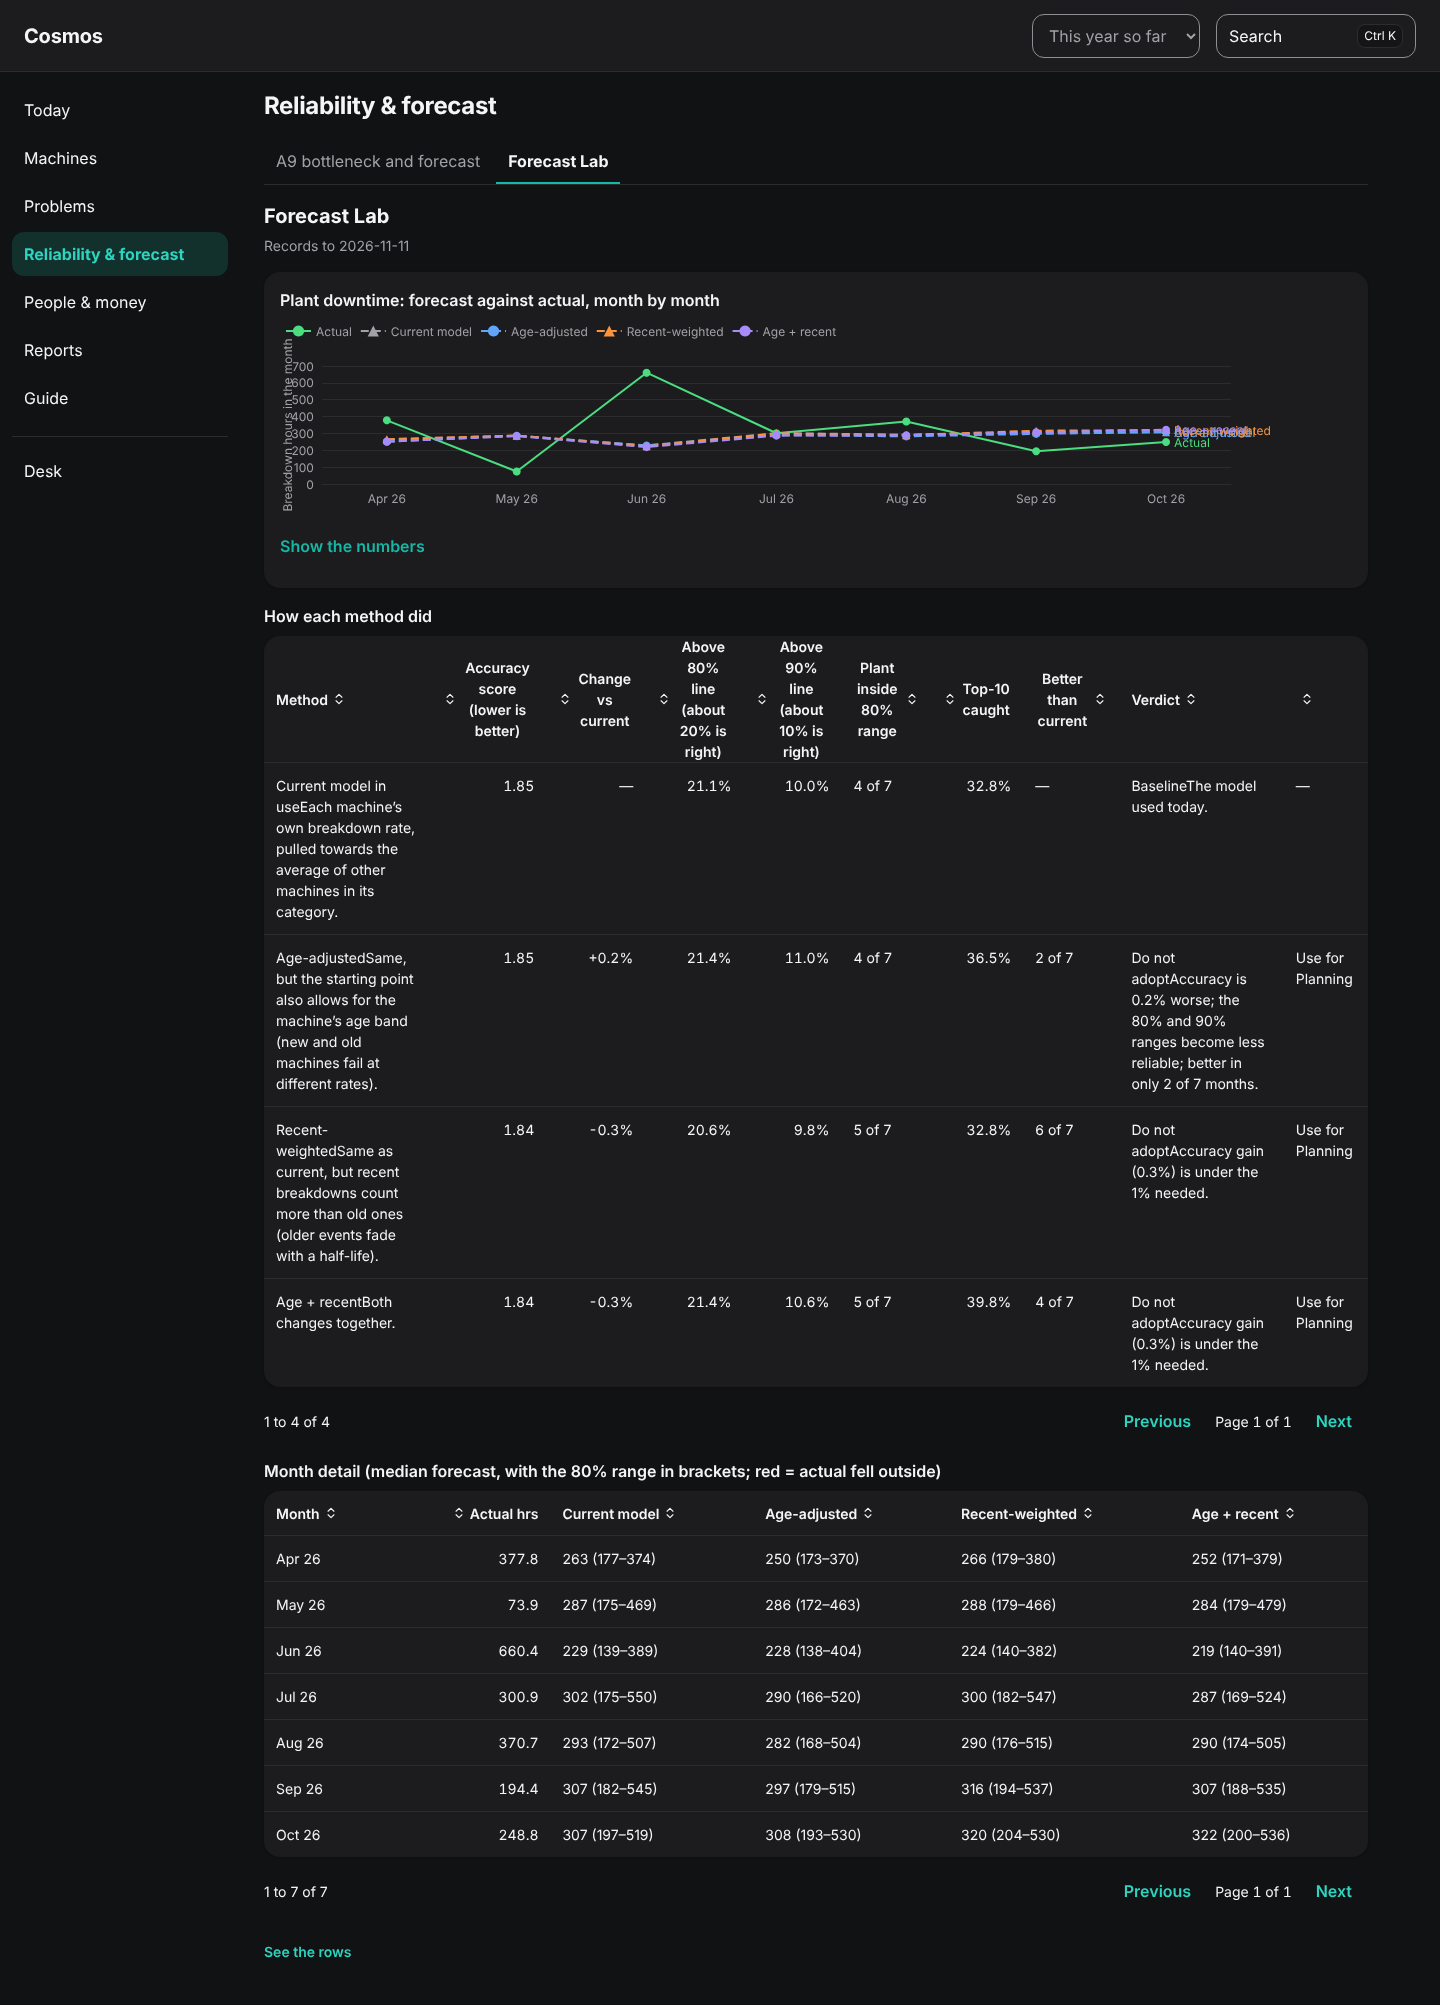 Cosmos
This year so far
Search
Ctrl K
Today
Machines
Problems
Reliability & forecast
People & money
Reports
Guide
Desk
Reliability & forecast
A9 bottleneck and forecast
Forecast Lab
Forecast Lab
Records to 2026-11-11
Plant downtime: forecast against actual, month by month
Actual
Current model
Age-adjusted
Recent-weighted
Age + recent
Breakdown hours in the month
700
600
500
400
300
200
100
0
Apr 26
May 26
Jun 26
Jul 26
Aug 26
Sep 26
Oct 26
Actual
Show the numbers
How each method did
Method
Accuracy
score
(lower is
better)
Change
vs
current
Above
80%
line
(about
20% is
right)
Above
90%
line
(about
10% is
right)
Plant
inside
80%
range
Top-10
caught
Better
than
current
Verdict
Current model in
useEach machine’s
own breakdown rate,
pulled towards the
average of other
machines in its
category.
1.85
—
21.1%
10.0%
4 of 7
32.8%
—
BaselineThe model
used today.
—
Age-adjustedSame,
but the starting point
also allows for the
machine’s age band
(new and old
machines fail at
different rates).
1.85
+0.2%
21.4%
11.0%
4 of 7
36.5%
2 of 7
Do not
adoptAccuracy is
0.2% worse; the
80% and 90%
ranges become less
reliable; better in
only 2 of 7 months.
Use for
Planning
Recent-
weightedSame as
current, but recent
breakdowns count
more than old ones
(older events fade
with a half-life).
1.84
-0.3%
20.6%
9.8%
5 of 7
32.8%
6 of 7
Do not
adoptAccuracy gain
(0.3%) is under the
1% needed.
Use for
Planning
Age + recentBoth
changes together.
1.84
-0.3%
21.4%
10.6%
5 of 7
39.8%
4 of 7
Do not
adoptAccuracy gain
(0.3%) is under the
1% needed.
Use for
Planning
1 to 4 of 4
Previous
Page 1 of 1
Next
Month detail (median forecast, with the 80% range in brackets; red = actual fell outside)
Month
Actual hrs
Current model
Age-adjusted
Recent-weighted
Age + recent
Apr 26
377.8
263 (177–374)
250 (173–370)
266 (179–380)
252 (171–379)
May 26
73.9
287 (175–469)
286 (172–463)
288 (179–466)
284 (179–479)
Jun 26
660.4
229 (139–389)
228 (138–404)
224 (140–382)
219 (140–391)
Jul 26
300.9
302 (175–550)
290 (166–520)
300 (182–547)
287 (169–524)
Aug 26
370.7
293 (172–507)
282 (168–504)
290 (176–515)
290 (174–505)
Sep 26
194.4
307 (182–545)
297 (179–515)
316 (194–537)
307 (188–535)
Oct 26
248.8
307 (197–519)
308 (193–530)
320 (204–530)
322 (200–536)
1 to 7 of 7
Previous
Page 1 of 1
Next
See the rows